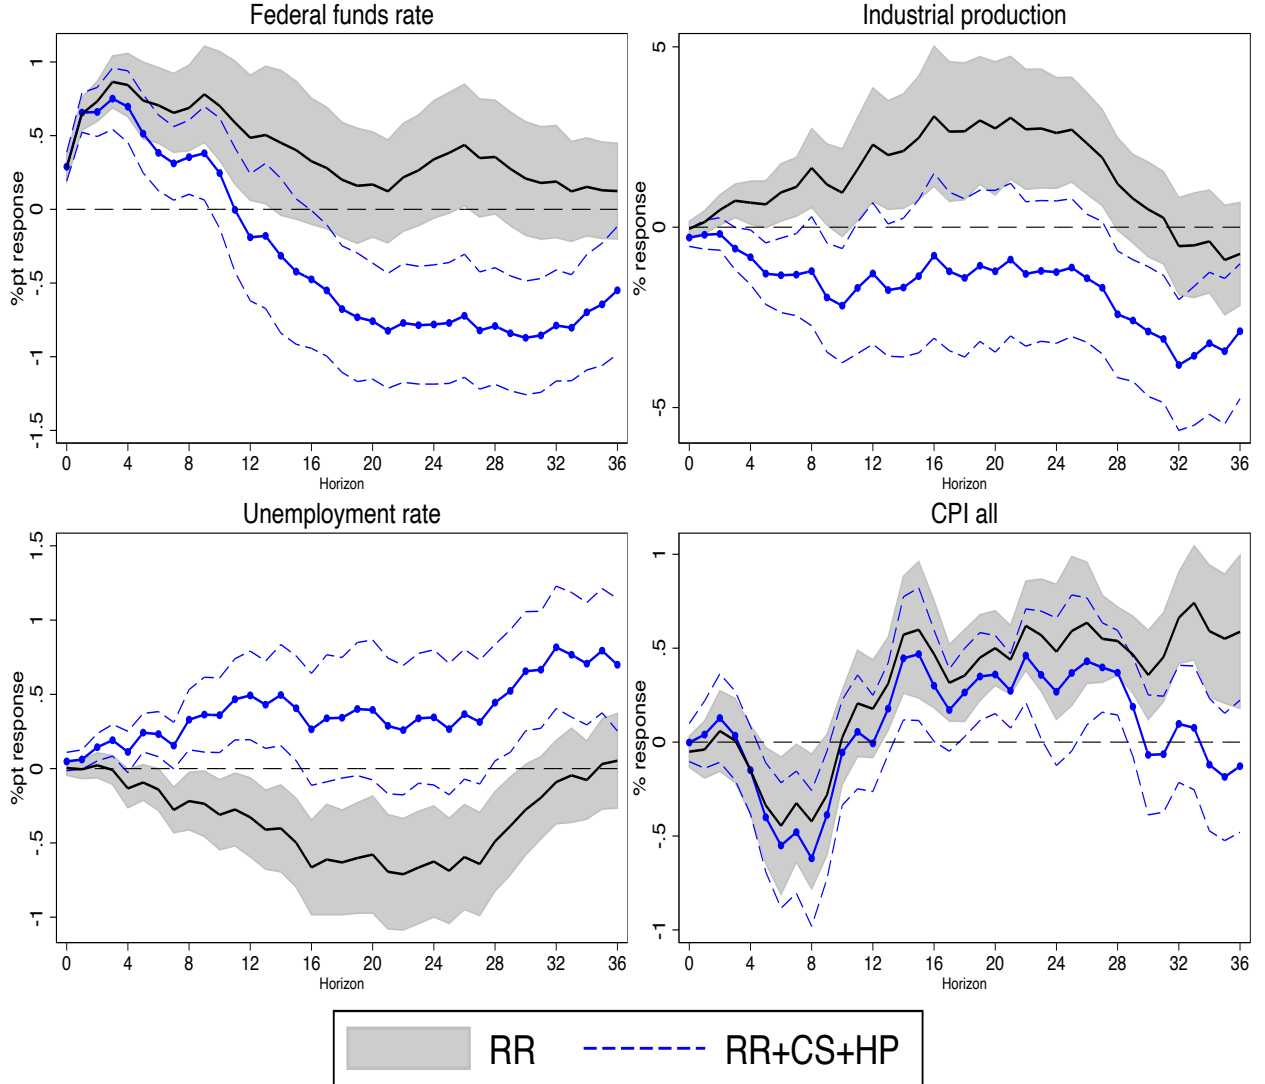 Federal funds rate
%pt response
1
.5
0
-.5
-1
-1.5
0 4 8 12 16 20 24 28 32 36
Horizon
Industrial production
% response
5
0
-5
0 4 8 12 16 20 24 28 32 36
Horizon
Unemployment rate
%pt response
1.5
1
.5
0
-.5
-1
0 4 8 12 16 20 24 28 32 36
Horizon
CPI all
% response
1
.5
0
-.5
-1
0 4 8 12 16 20 24 28 32 36
Horizon
RR RR+CS+HP